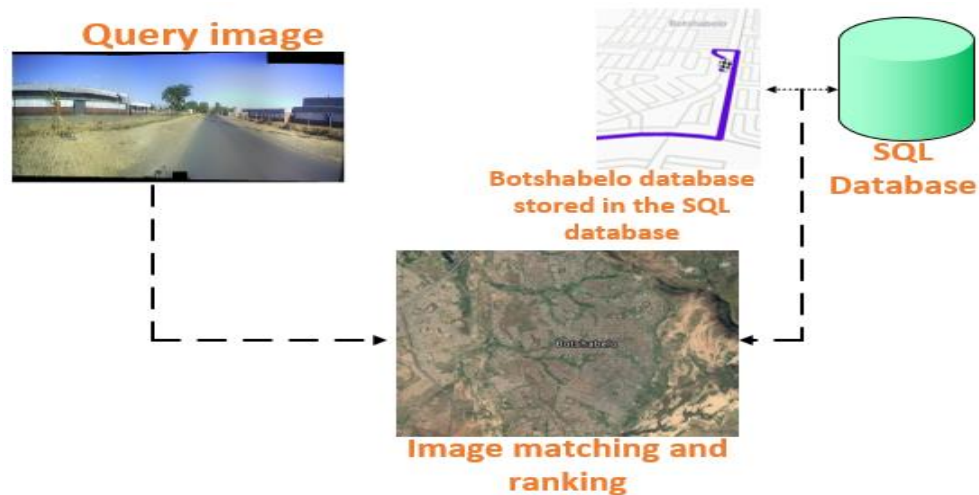 Query image
Botshabelo
SQL
Database
Botshabelo database
stored in the SQL
database
Botshabelo
Image matching and
ranking